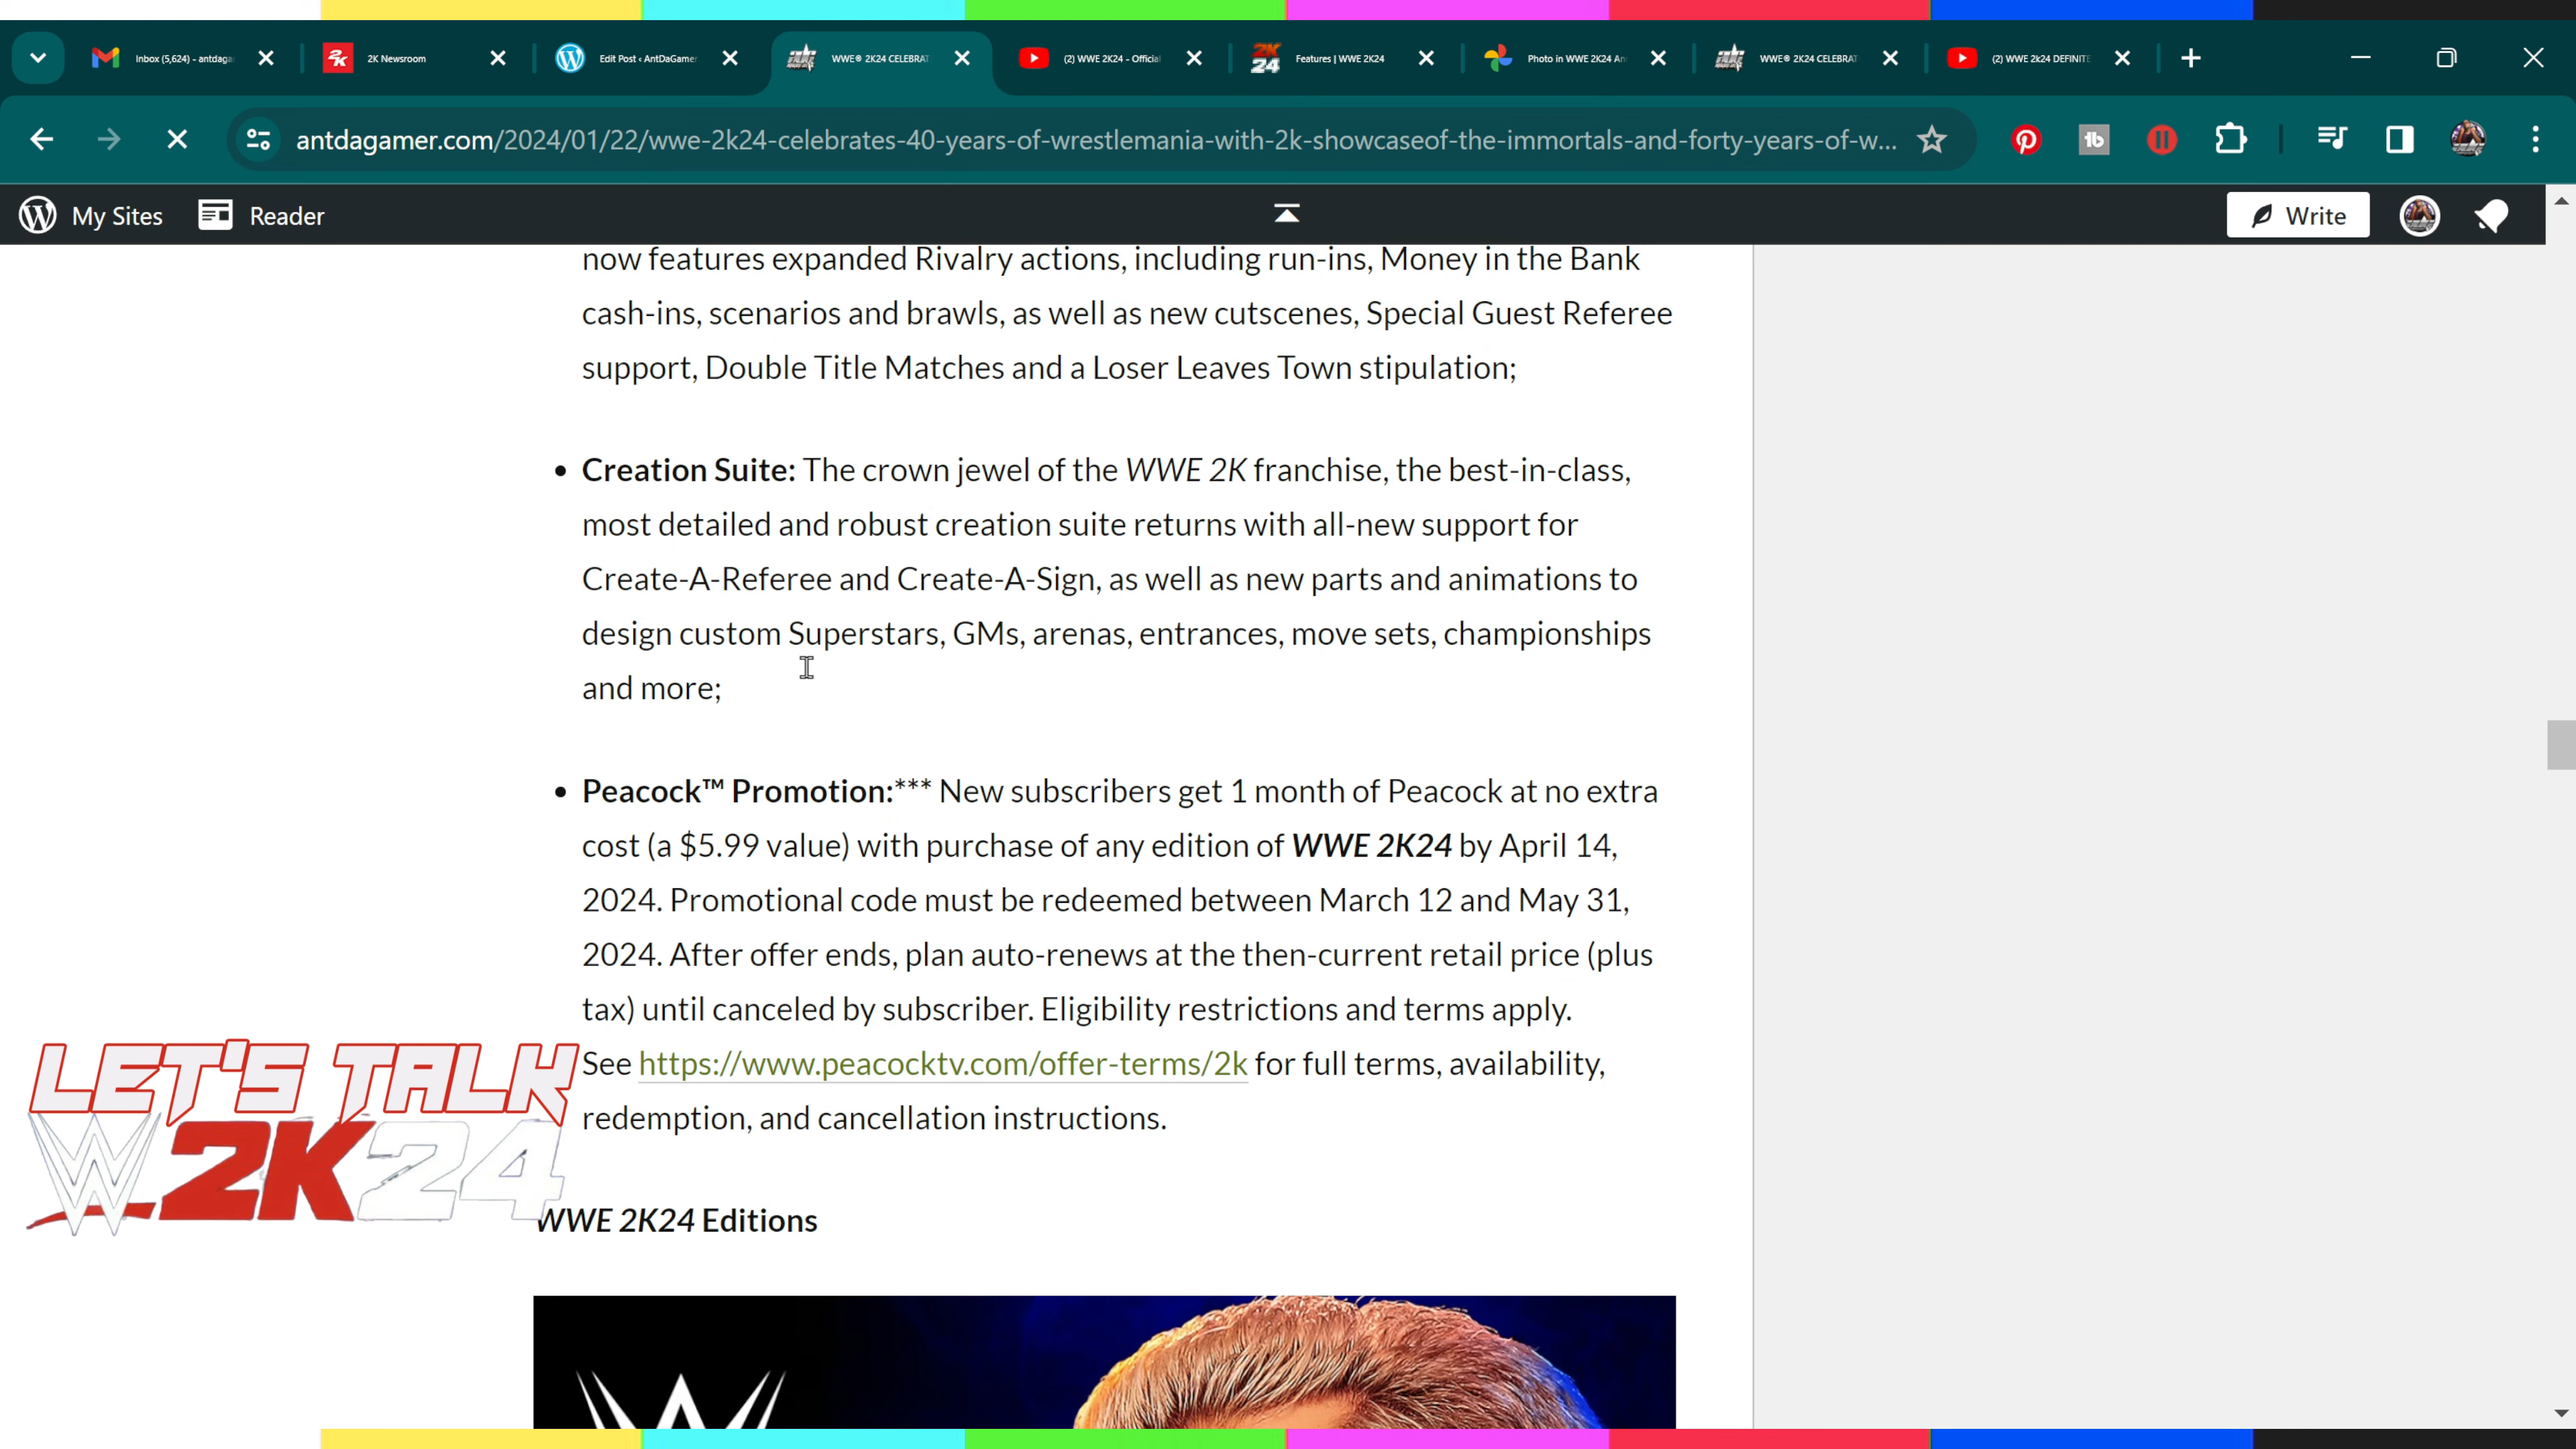 Inbox (5,624) - antdaga
2K Newsroom
Edit Post ‹ AntDaGamer
WWE® 2K24 CELEBRAT
(2) WWE 2K24 - Official
Features | WWE 2K24
Photo in WWE 2K24 An
WWE® 2K24 CELEBRAT
(2) WWE 2k24 DEFINITE
antdagamer.com/2024/01/22/wwe-2k24-celebrates-40-years-of-wrestlemania-with-2k-showcaseof-the-immortals-and-forty-years-of-w...
My Sites
Reader
Write
now features expanded Rivalry actions, including run-ins, Money in the Bank
cash-ins, scenarios and brawls, as well as new cutscenes, Special Guest Referee
support, Double Title Matches and a Loser Leaves Town stipulation;
• Creation Suite: The crown jewel of the WWE 2K franchise, the best-in-class,
most detailed and robust creation suite returns with all-new support for
Create-A-Referee and Create-A-Sign, as well as new parts and animations to
design custom Superstars, GMs, arenas, entrances, move sets, championships
and more;
• Peacock™ Promotion:*** New subscribers get 1 month of Peacock at no extra
cost (a $5.99 value) with purchase of any edition of WWE 2K24 by April 14,
2024. Promotional code must be redeemed between March 12 and May 31,
2024. After offer ends, plan auto-renews at the then-current retail price (plus
tax) until canceled by subscriber. Eligibility restrictions and terms apply.
See https://www.peacocktv.com/offer-terms/2k for full terms, availability,
redemption, and cancellation instructions.
LET'S TALK
W 2K24
WWE 2K24 Editions